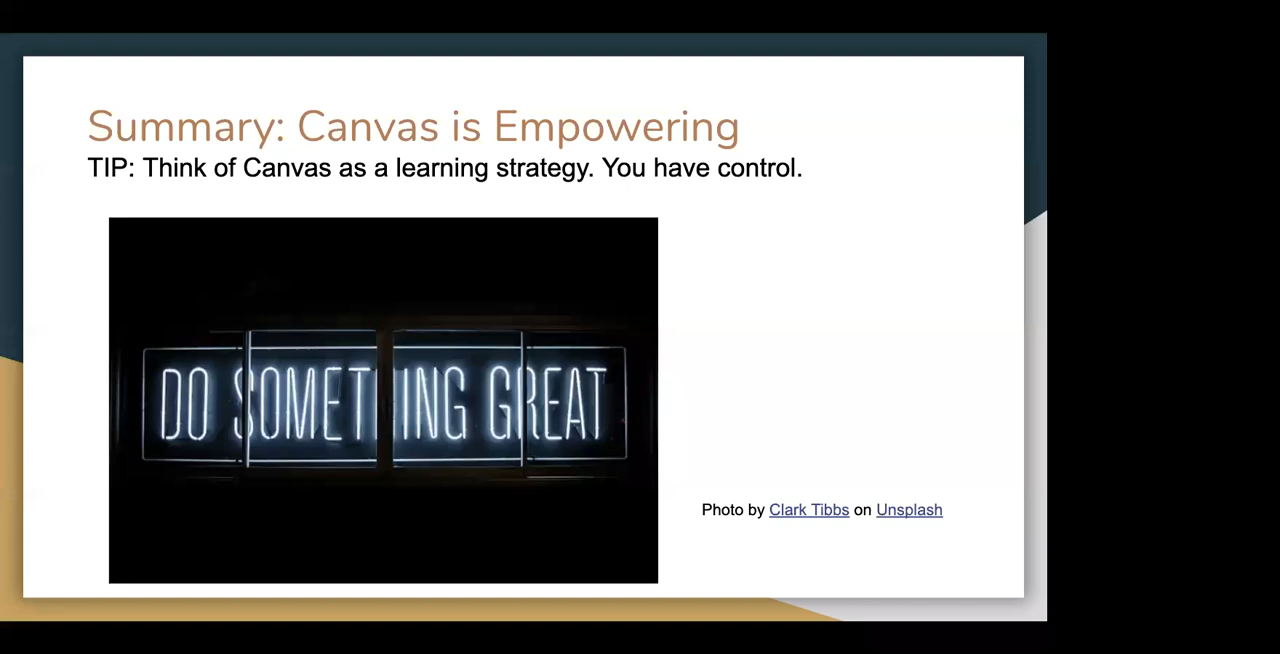 Summary: Canvas is Empowering
TIP: Think of Canvas as a learning strategy. You have control.
DO SOMETHING GREAT
Photo by Clark Tibbs on Unsplash